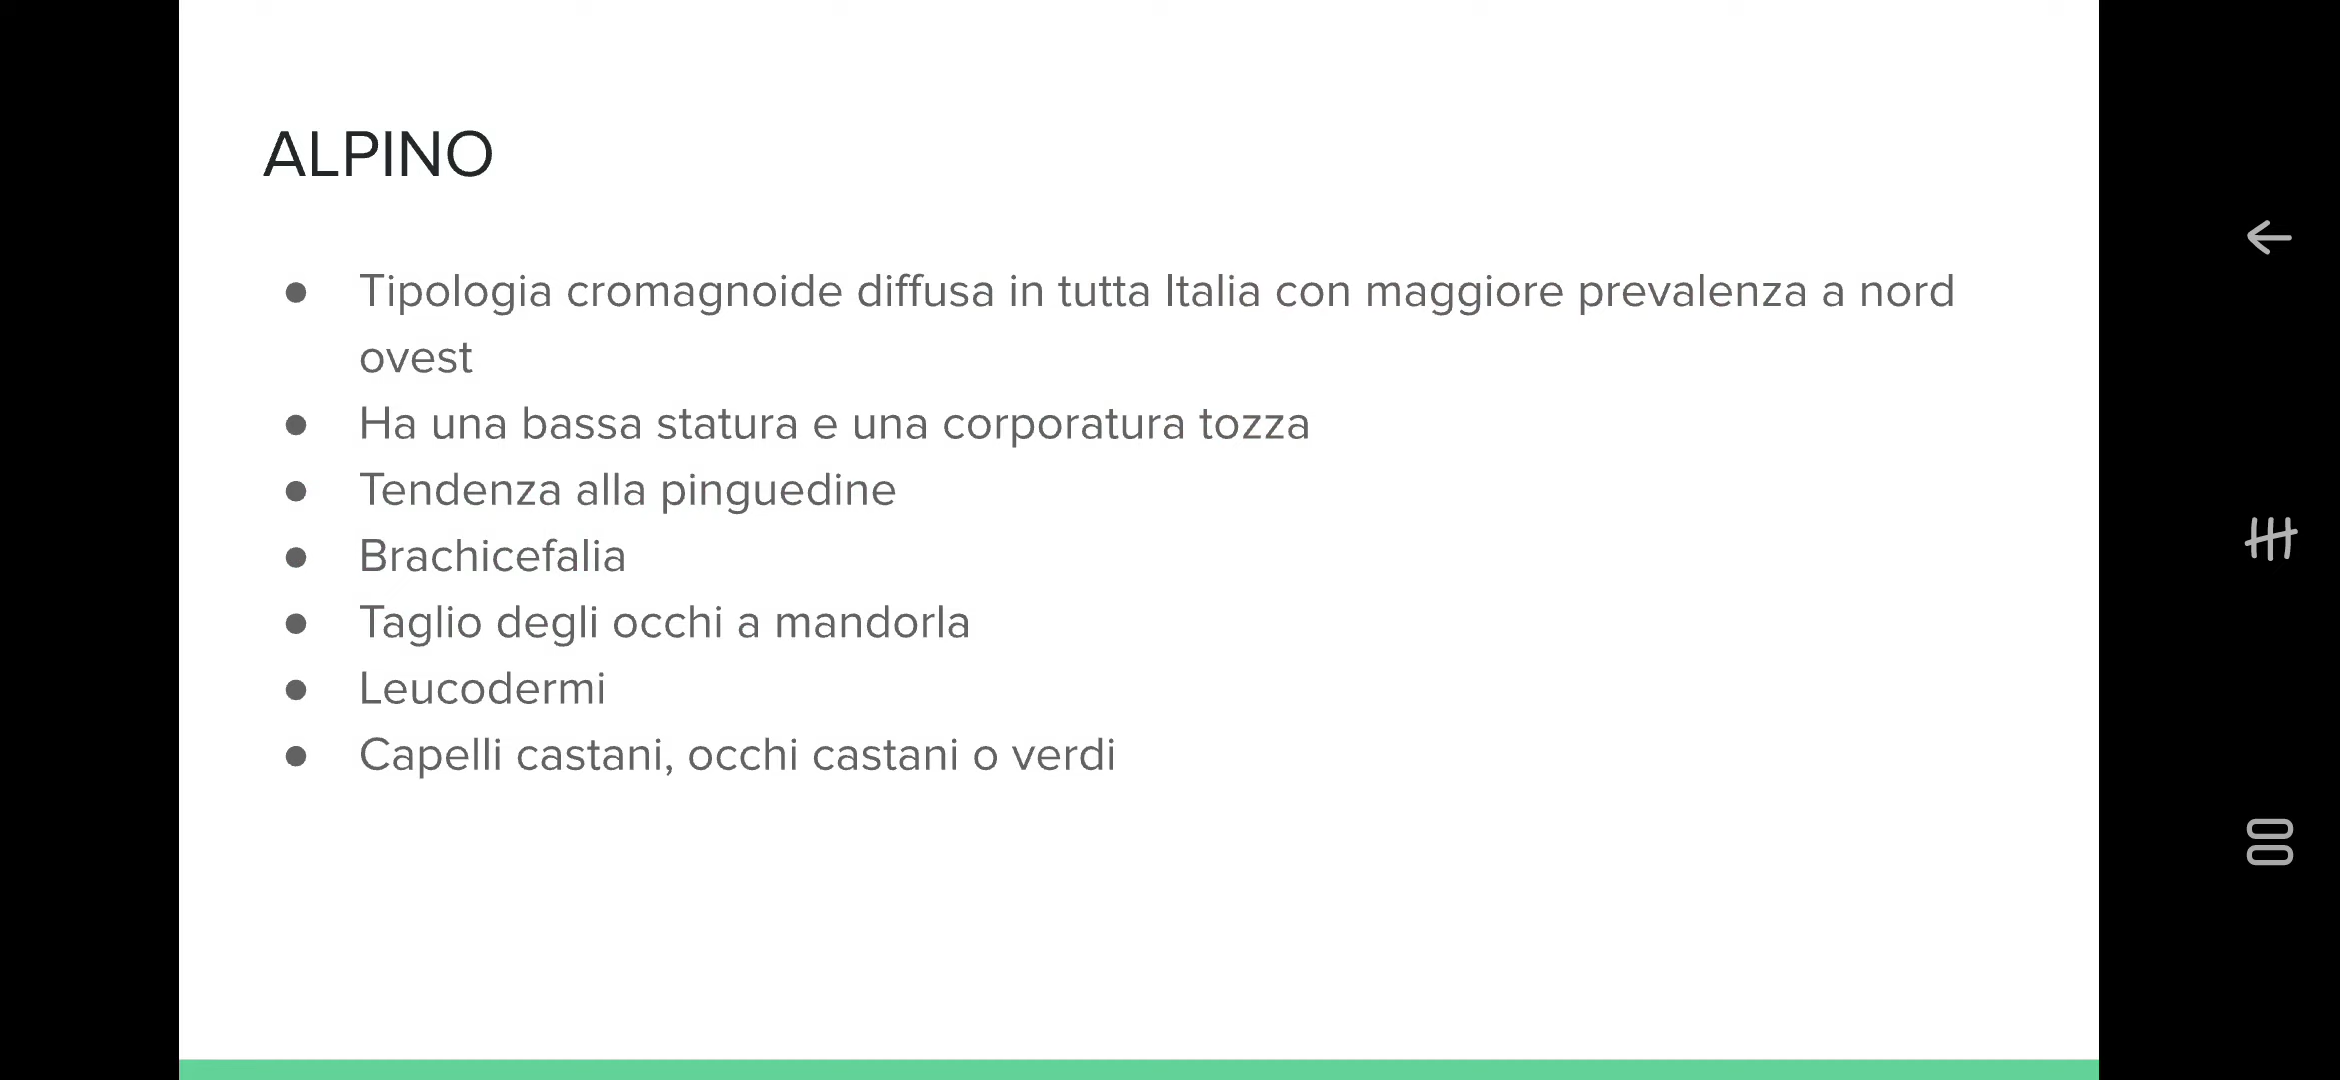 ALPINO
● Tipologia cromagnoide diffusa in tutta Italia con maggiore prevalenza a nord
ovest
● Ha una bassa statura e una corporatura tozza
● Tendenza alla pinguedine
● Brachicefalia
● Taglio degli occhi a mandorla
● Leucodermi
● Capelli castani, occhi castani o verdi